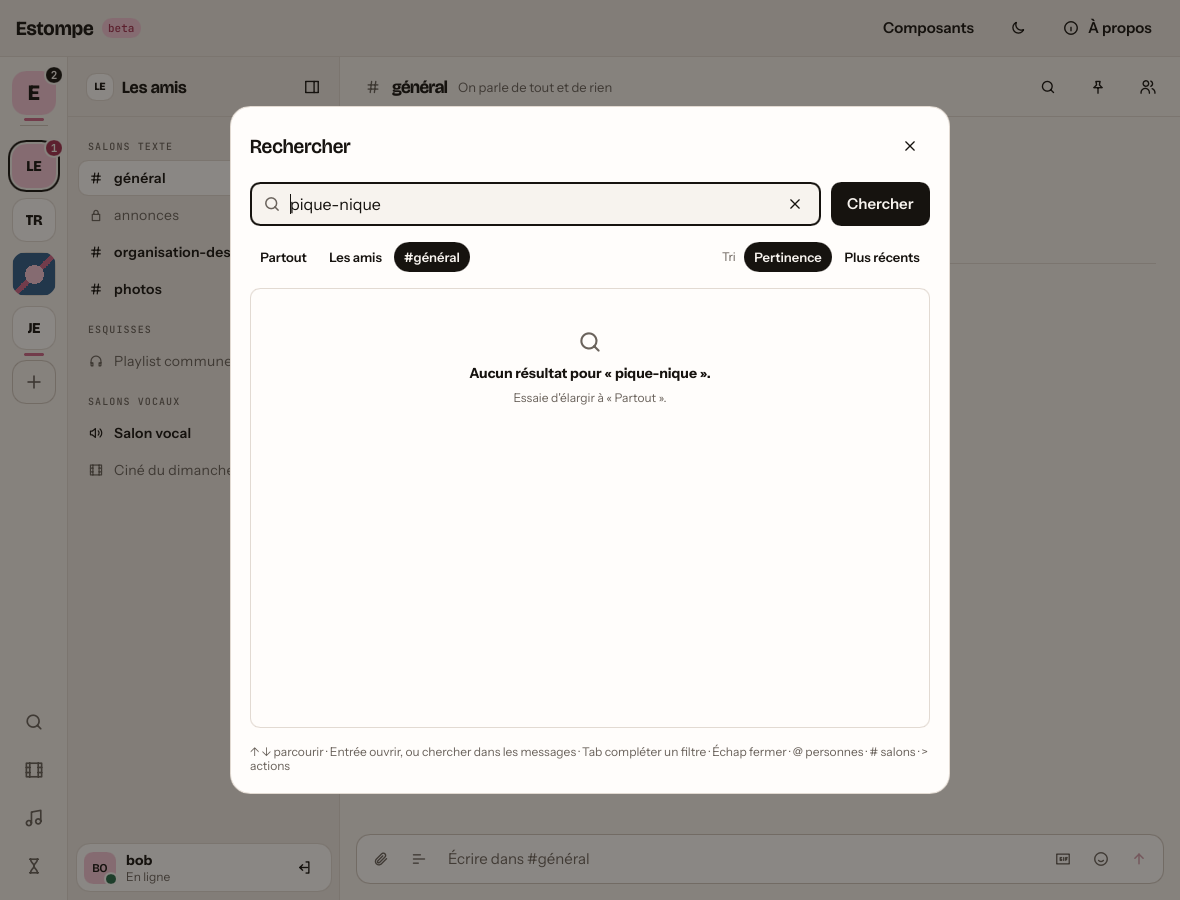 Estompe beta
Composants
À propos
E 2
LE 1
TR
JE
LE Les amis
# général On parle de tout et de rien
SALONS TEXTE
# général
annonces
# organisation-des
# photos
ESQUISSES
Playlist commune
SALONS VOCAUX
Salon vocal
Ciné du dimanche
BO bob
En ligne
Rechercher
pique-nique
Chercher
Partout Les amis #général
Tri Pertinence Plus récents
Aucun résultat pour « pique-nique ».
Essaie d'élargir à « Partout ».
↑ ↓ parcourir · Entrée ouvrir, ou chercher dans les messages · Tab compléter un filtre · Échap fermer · @ personnes · # salons · >
actions
Écrire dans #général
GIF